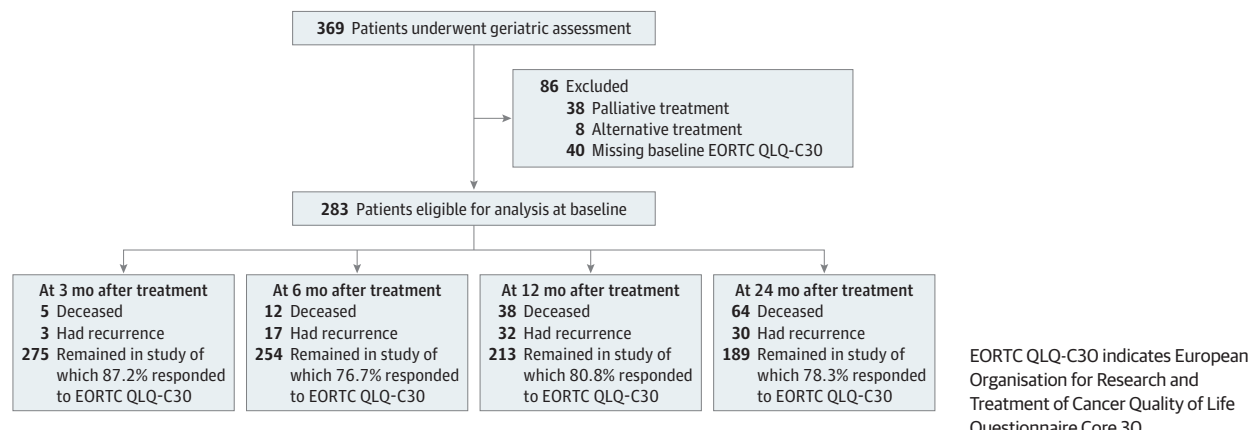 369 Patients underwent geriatric assessment
86 Excluded
38 Palliative treatment
8 Alternative treatment
40 Missing baseline EORTC QLQ-C30
283 Patients eligible for analysis at baseline
At 3 mo after treatment
5 Deceased
3 Had recurrence
275 Remained in study of
which 87.2% responded
to EORTC QLQ-C30
At 6 mo after treatment
12 Deceased
17 Had recurrence
254 Remained in study of
which 76.7% responded
to EORTC QLQ-C30
At 12 mo after treatment
38 Deceased
32 Had recurrence
213 Remained in study of
which 80.8% responded
to EORTC QLQ-C30
At 24 mo after treatment
64 Deceased
30 Had recurrence
189 Remained in study of
which 78.3% responded
to EORTC QLQ-C30
EORTC QLQ-C30 indicates European
Organisation for Research and
Treatment of Cancer Quality of Life
Questionnaire Core 30